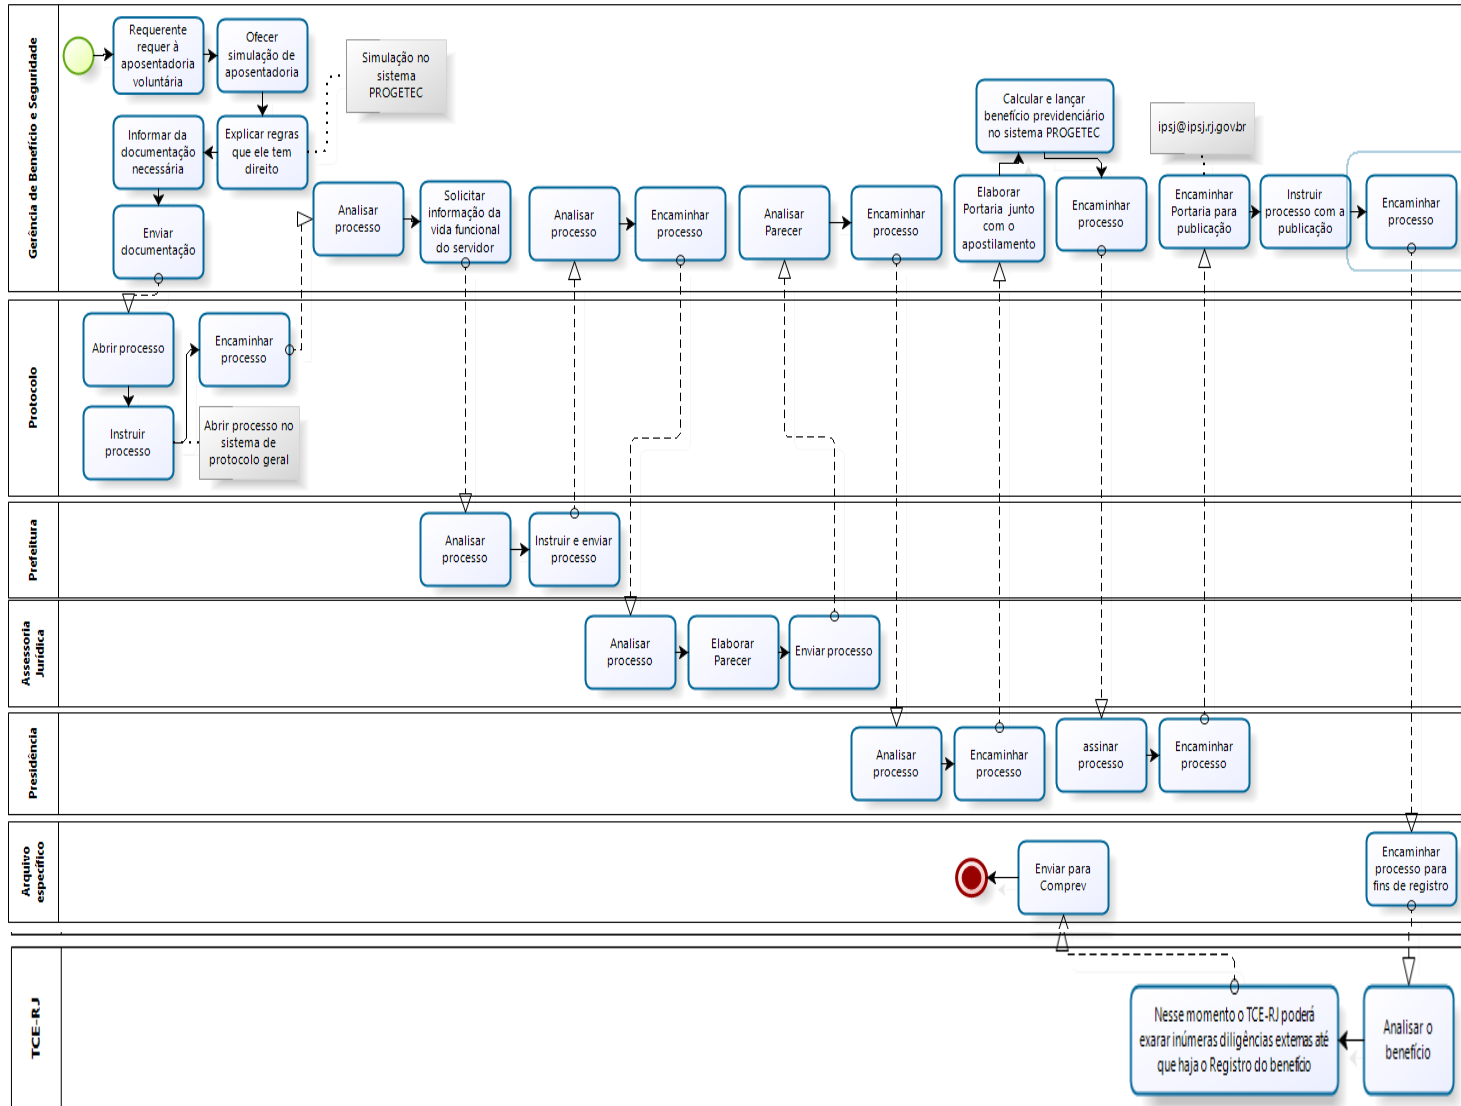 Gerência de Benefício e Seguridade
Requerente
requer à
aposentadoria
voluntária
Ofecer
simulação de
aposentadoria
Simulação no
sistema
PROGETEC
Informar da
documentação
necessária
Explicar regras
que ele tem
direito
Enviar
documentação
Analisar
processo
Solicitar
informação da
vida funcional
do servidor
Analisar
processo
Encaminhar
processo
Analisar
Parecer
Encaminhar
processo
Elaborar
Portaria junto
com o
apostilamento
Calcular e lançar
benefício previdenciário
no sistema PROGETEC
Encaminhar
processo
ipsj@ipsj.rj.gov.br
Encaminhar
Portaria para
publicação
Instruir
processo com a
publicação
Encaminhar
processo
Protocolo
Abrir processo
Encaminhar
processo
Instruir
processo
Abrir processo no
sistema de
protocolo geral
Prefeitura
Analisar
processo
Instruir e enviar
processo
Assessoria
Jurídica
Analisar
processo
Elaborar
Parecer
Enviar processo
Presidência
Analisar
processo
Encaminhar
processo
assinar
processo
Encaminhar
processo
Arquivo
específico
Enviar para
Comprev
Encaminhar
processo para
fins de registro
TCE-RJ
Nesse momento o TCE-RJ poderá
exarar inúmeras diligências externas até
que haja o Registro do benefício
Analisar o
benefício